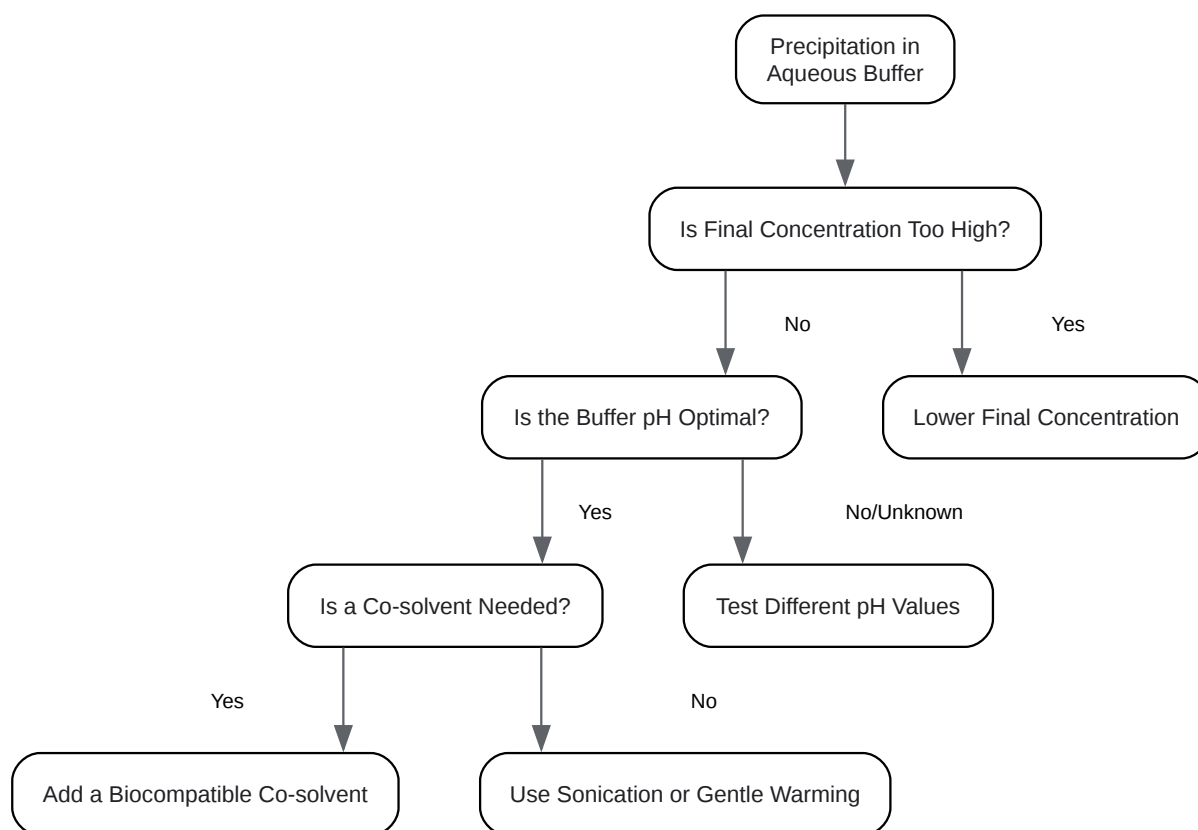 Precipitation in
Aqueous Buffer
Is Final Concentration Too High?
No
Yes
Is the Buffer pH Optimal?
Lower Final Concentration
Yes
No/Unknown
Is a Co-solvent Needed?
Test Different pH Values
Yes
No
Add a Biocompatible Co-solvent
Use Sonication or Gentle Warming